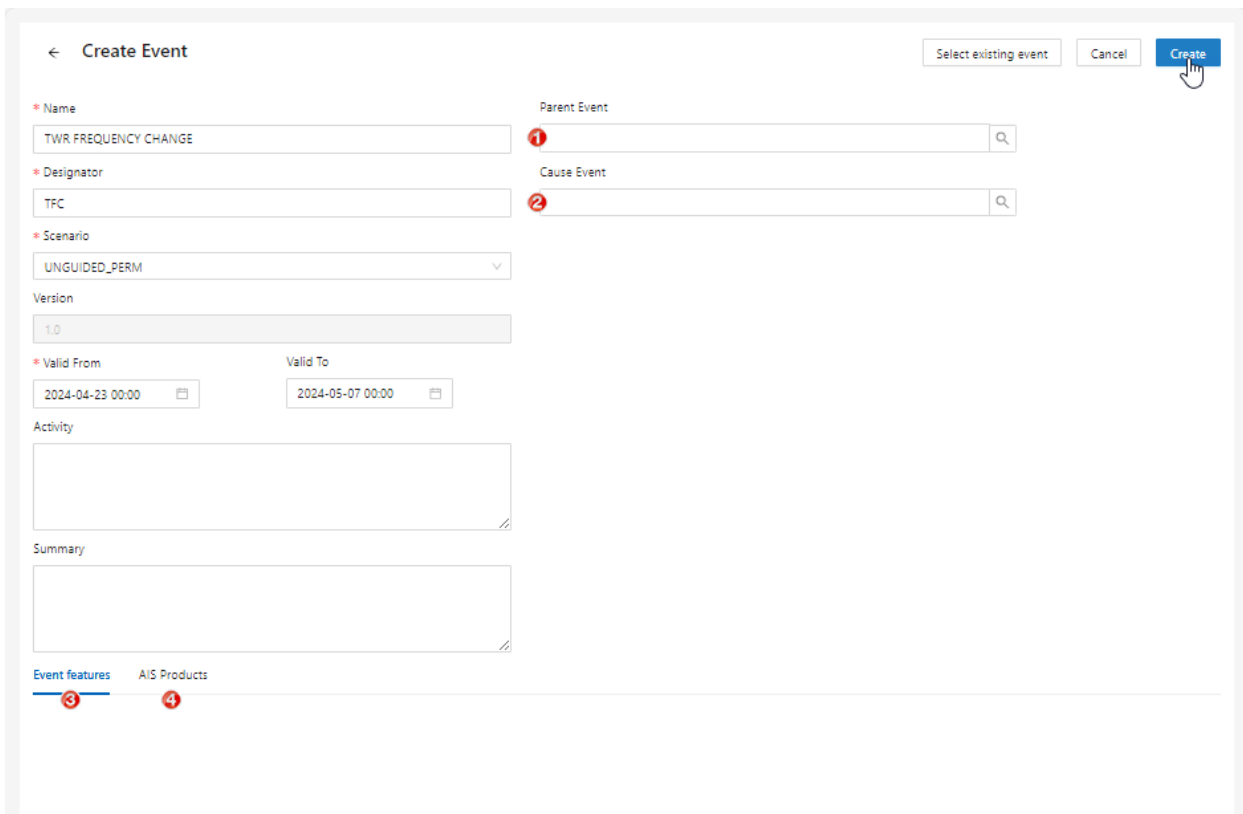 ← Create Event
Select existing event Cancel Create
* Name
TWR FREQUENCY CHANGE
Parent Event
1
* Designator
TFC
Cause Event
2
* Scenario
UNGUIDED_PERM
Version
1.0
* Valid From Valid To
2024-04-23 00:00 2024-05-07 00:00
Activity
Summary
Event features AIS Products
3 4